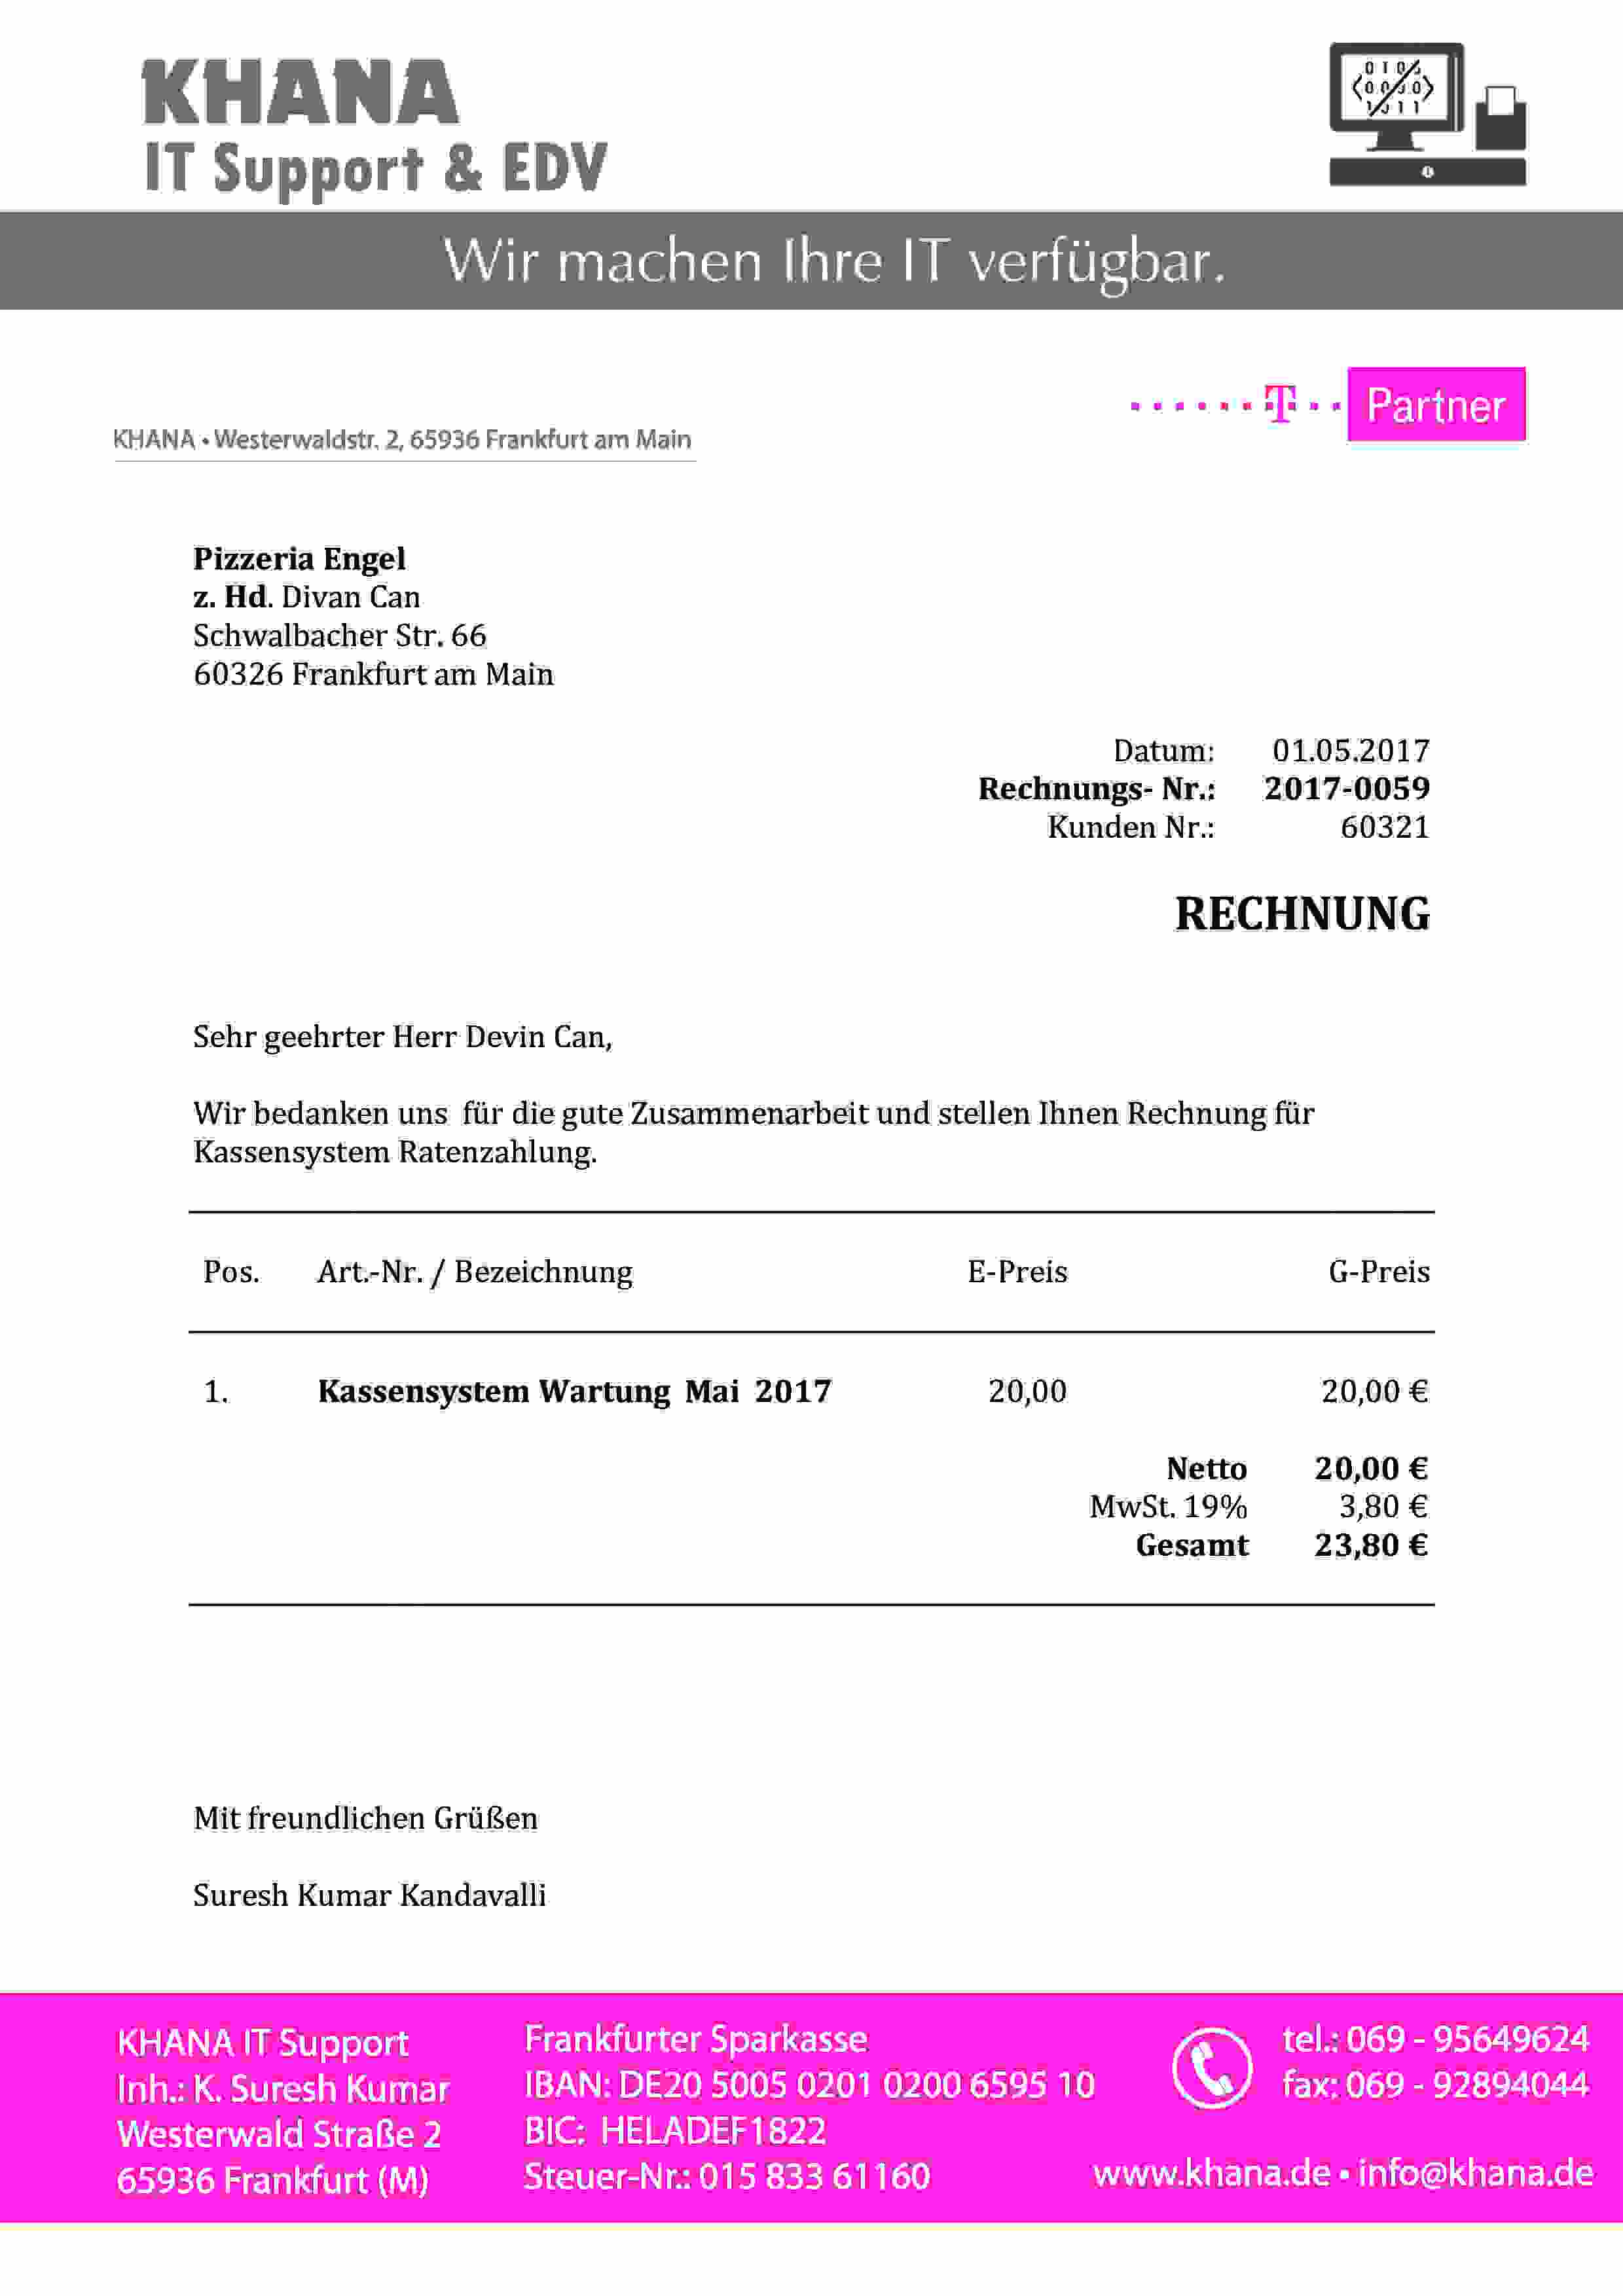 KHANA
IT Support & EDV
Wir machen Ihre IT verfügbar.
T Partner
KHANA • Westerwaldstr. 2, 65936 Frankfurt am Main
Pizzeria Engel
z. Hd. Divan Can
Schwalbacher Str. 66
60326 Frankfurt am Main
Datum: 01.05.2017
Rechnungs- Nr.: 2017-0059
Kunden Nr.: 60321
RECHNUNG
Sehr geehrter Herr Devin Can,
Wir bedanken uns für die gute Zusammenarbeit und stellen Ihnen Rechnung für
Kassensystem Ratenzahlung.
Pos. Art.-Nr. / Bezeichnung E-Preis G-Preis
1. Kassensystem Wartung Mai 2017 20,00 20,00 €
Netto 20,00 €
MwSt. 19% 3,80 €
Gesamt 23,80 €
Mit freundlichen Grüßen
Suresh Kumar Kandavalli
KHANA IT Support
Inh.: K. Suresh Kumar
Westerwald Straße 2
65936 Frankfurt (M)
Frankfurter Sparkasse
IBAN: DE20 5005 0201 0200 6595 10
BIC: HELADEF1822
Steuer-Nr.: 015 833 61160
tel.: 069 - 95649624
fax: 069 - 92894044
www.khana.de • info@khana.de